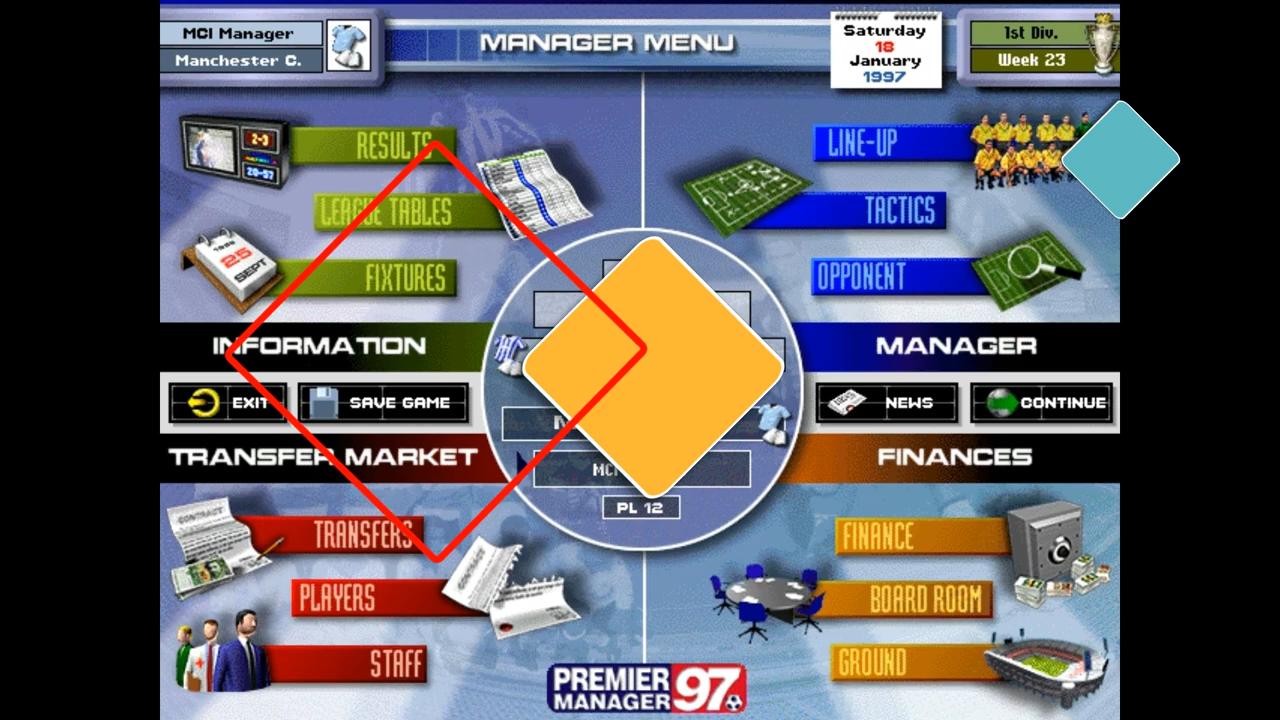 MCI Manager
Manchester C.
MANAGER MENU
Saturday
18
January
1997
1st Div.
Week 23
2-3
RESULTS
LEAGUE TABLES
1996
25
SEPT
FIXTURES
LINE-UP
TACTICS
OPPONENT
INFORMATION
MANAGER
EXIT
SAVE GAME
NEWS
CONTINUE
TRANSFER MARKET
FINANCES
MCI
PL 12
CONTRACT
TRANSFERS
PLAYERS
CONTRACT
STAFF
FINANCE
BOARD ROOM
GROUND
PREMIER
MANAGER
97